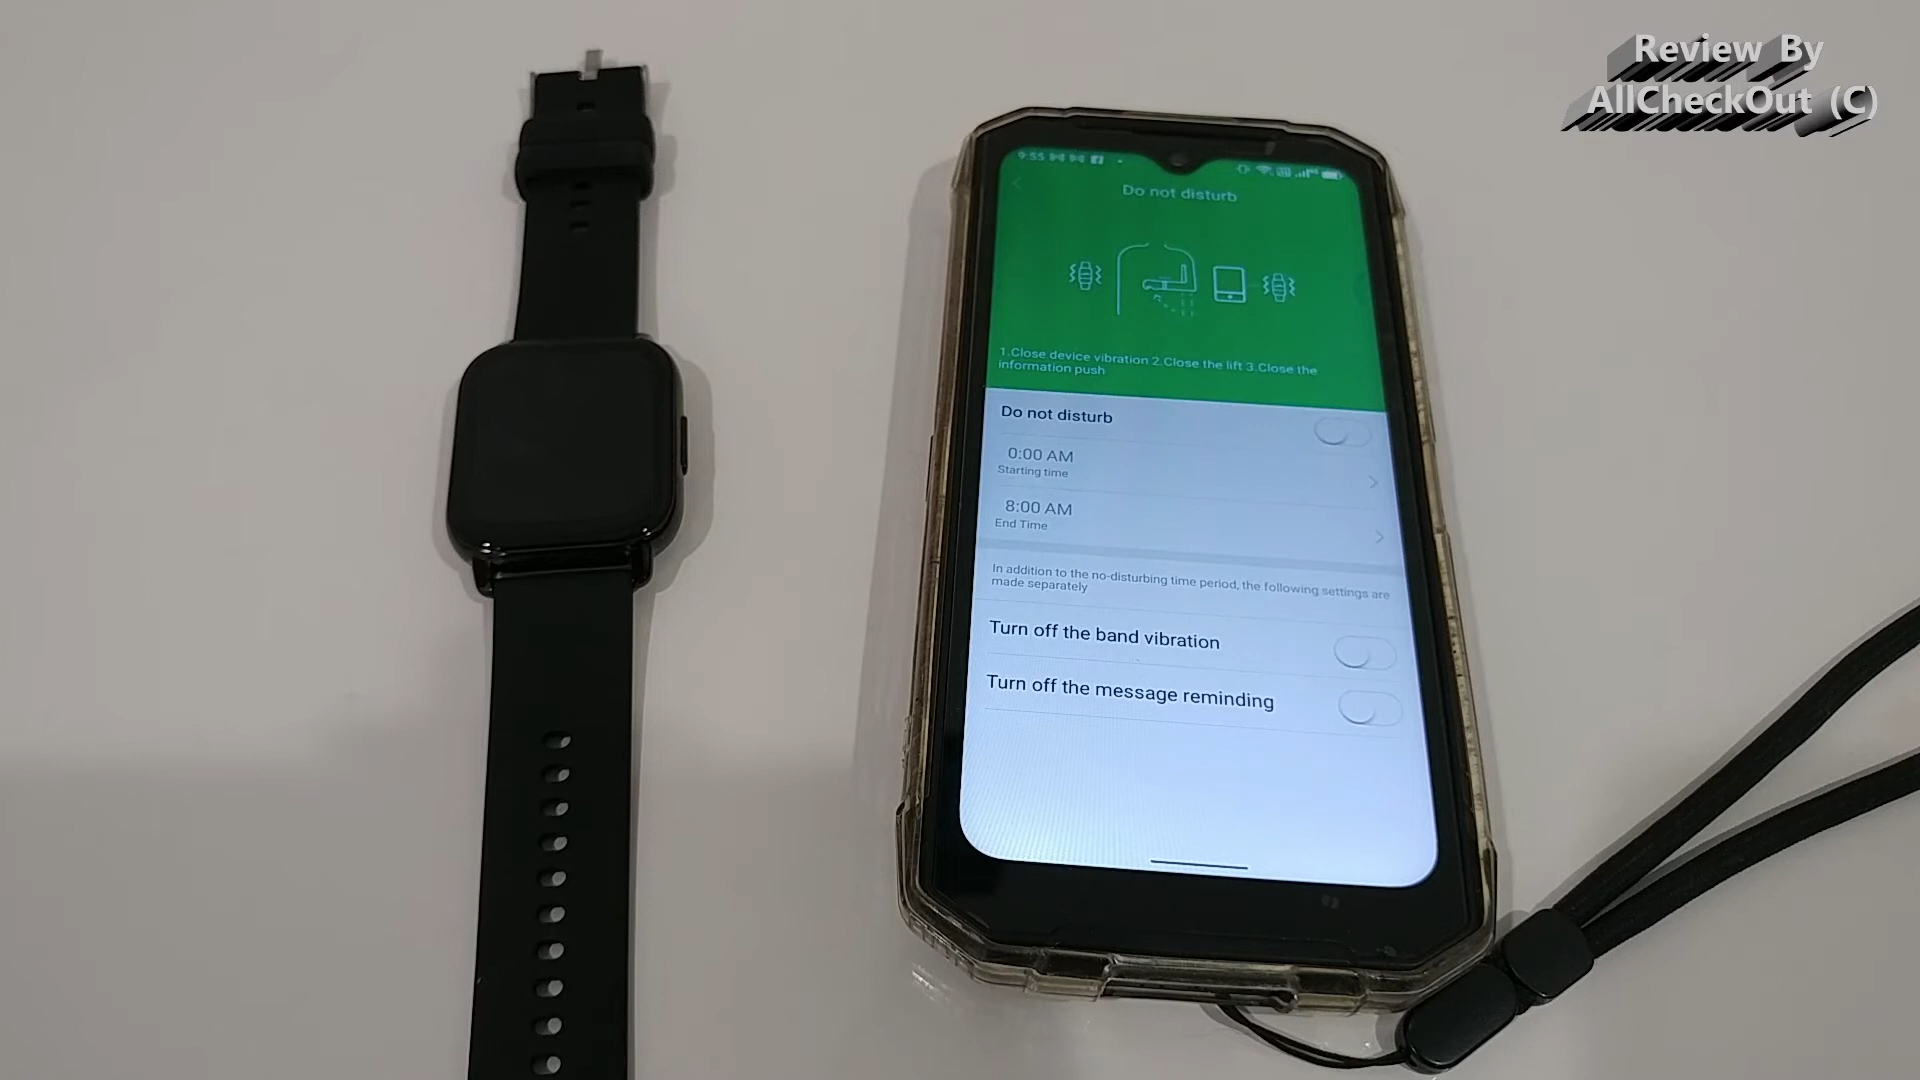 Review By
AllCheckOut (C)
9:55
Do not disturb
1.Close device vibration 2.Close the lift 3.Close the
information push
Do not disturb
0:00 AM
Starting time
8:00 AM
End Time
In addition to the no-disturbing time period, the following settings are
made separately
Turn off the band vibration
Turn off the message reminding